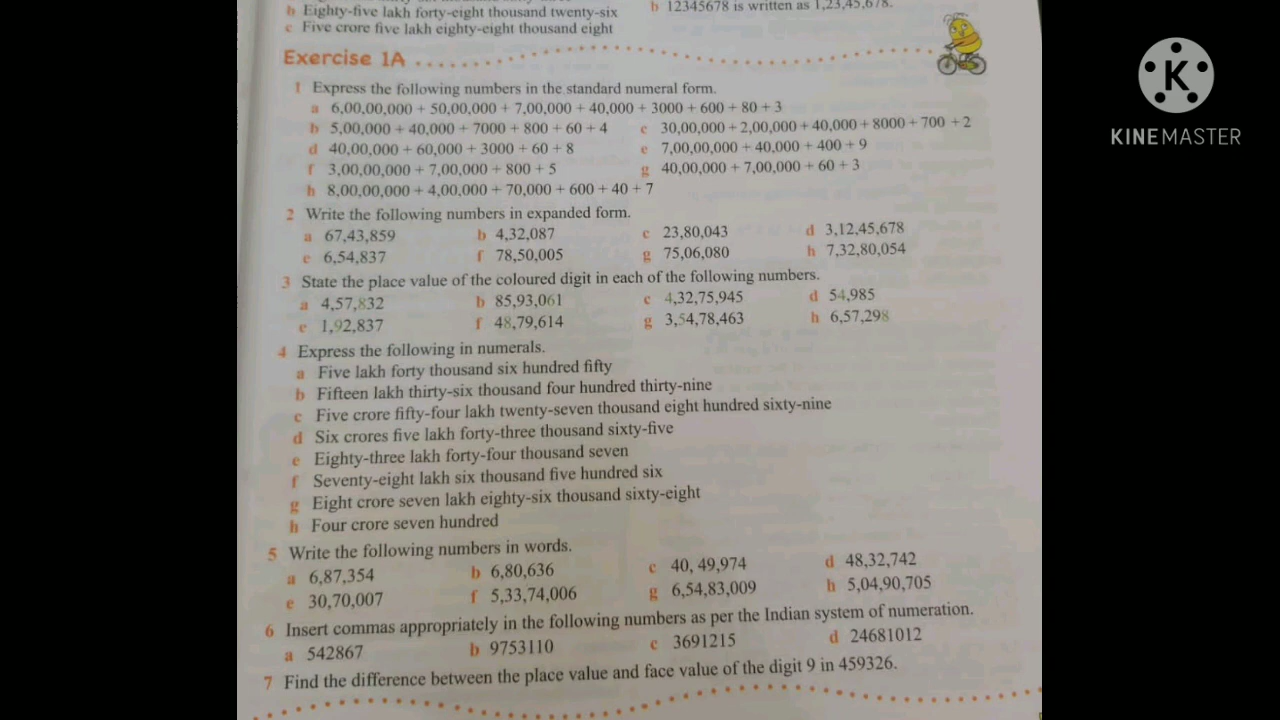 b Eighty-five lakh forty-eight thousand twenty-six b 12345678 is written as 1,23,45,678.
c Five crore five lakh eighty-eight thousand eight
Exercise 1A
1 Express the following numbers in the standard numeral form.
a 6,00,00,000 + 50,00,000 + 7,00,000 + 40,000 + 3000 + 600 + 80 + 3
b 5,00,000 + 40,000 + 7000 + 800 + 60 + 4 c 30,00,000 + 2,00,000 + 40,000 + 8000 + 700 + 2
d 40,00,000 + 60,000 + 3000 + 60 + 8 e 7,00,00,000 + 40,000 + 400 + 9
f 3,00,00,000 + 7,00,000 + 800 + 5 g 40,00,000 + 7,00,000 + 60 + 3
h 8,00,00,000 + 4,00,000 + 70,000 + 600 + 40 + 7
2 Write the following numbers in expanded form.
a 67,43,859 b 4,32,087 c 23,80,043 d 3,12,45,678
e 6,54,837 f 78,50,005 g 75,06,080 h 7,32,80,054
3 State the place value of the coloured digit in each of the following numbers.
a 4,57,832 b 85,93,061 c 4,32,75,945 d 54,985
e 1,92,837 f 48,79,614 g 3,54,78,463 h 6,57,298
4 Express the following in numerals.
a Five lakh forty thousand six hundred fifty
b Fifteen lakh thirty-six thousand four hundred thirty-nine
c Five crore fifty-four lakh twenty-seven thousand eight hundred sixty-nine
d Six crores five lakh forty-three thousand sixty-five
e Eighty-three lakh forty-four thousand seven
f Seventy-eight lakh six thousand five hundred six
g Eight crore seven lakh eighty-six thousand sixty-eight
h Four crore seven hundred
5 Write the following numbers in words.
a 6,87,354 b 6,80,636 c 40, 49,974 d 48,32,742
e 30,70,007 f 5,33,74,006 g 6,54,83,009 h 5,04,90,705
6 Insert commas appropriately in the following numbers as per the Indian system of numeration.
a 542867 b 9753110 c 3691215 d 24681012
7 Find the difference between the place value and face value of the digit 9 in 459326.
K
KINEMASTER